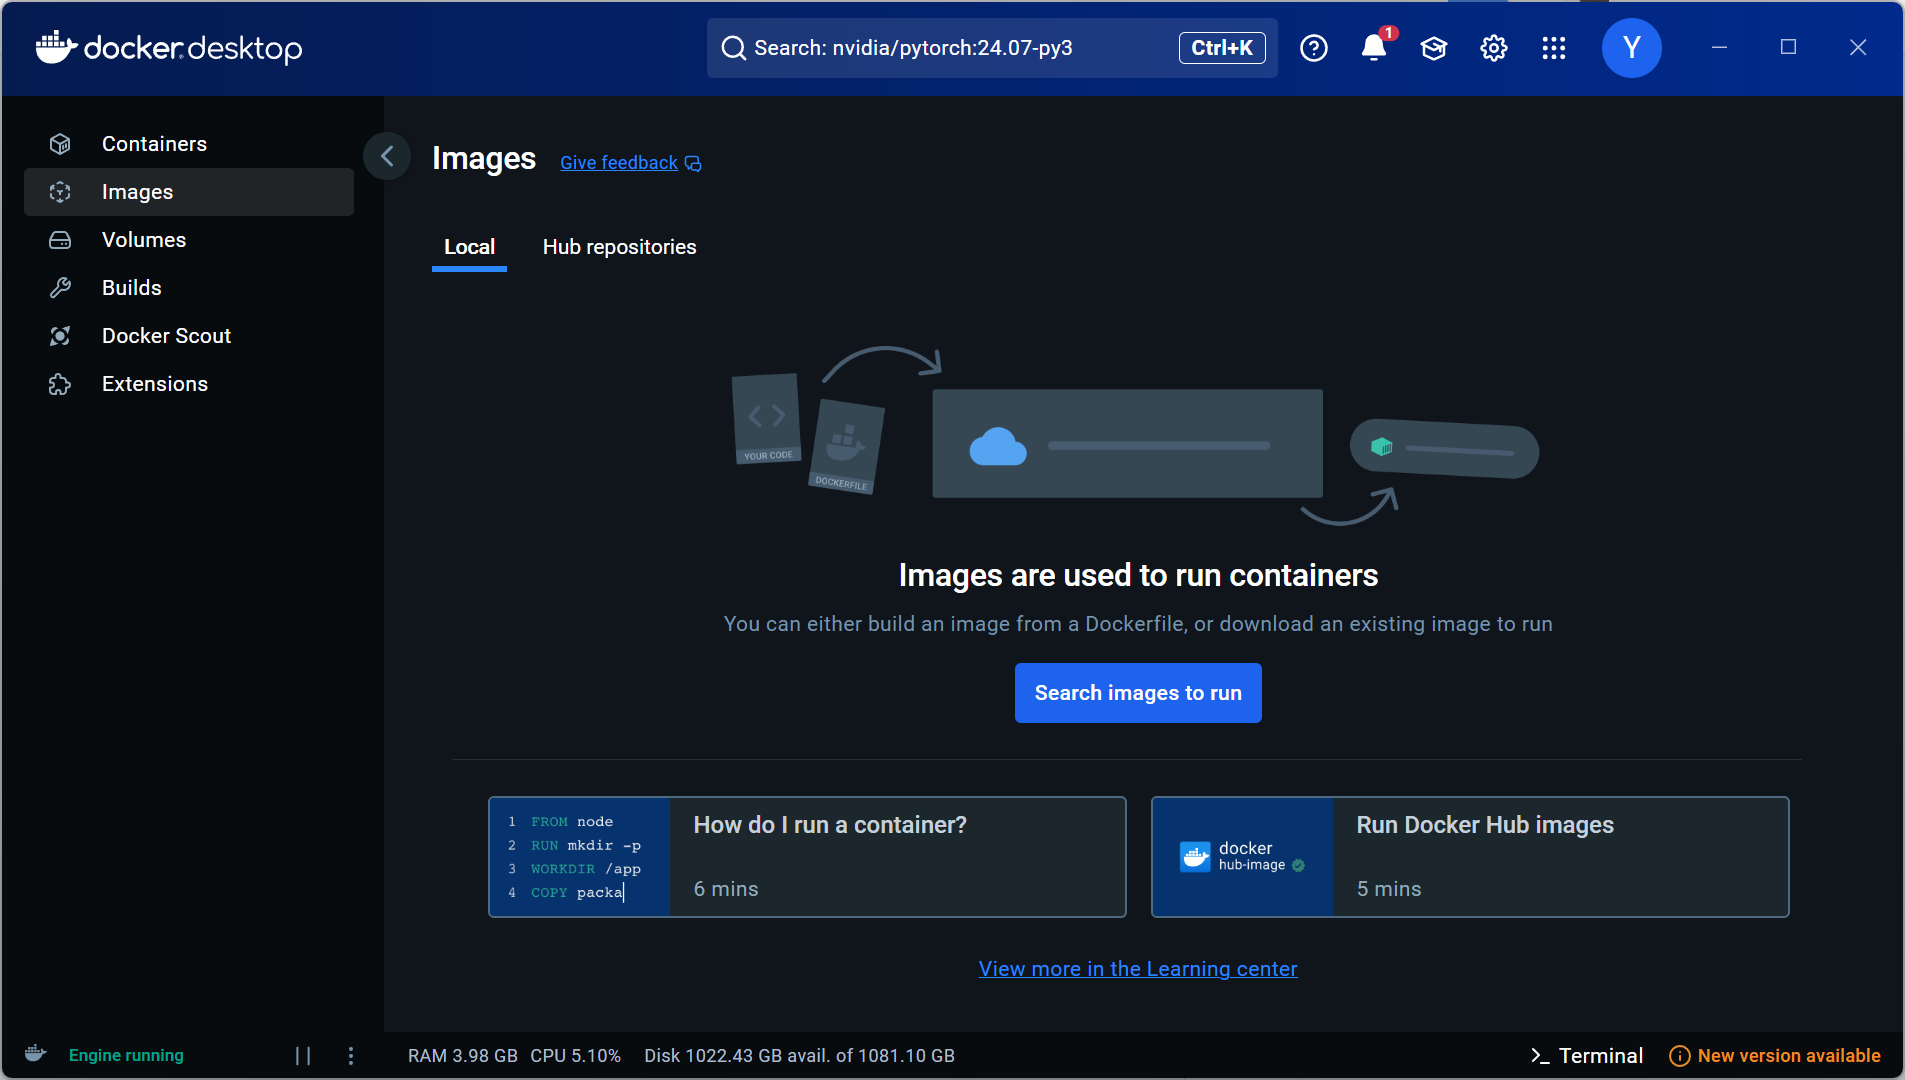 docker desktop
Search: nvidia/pytorch:24.07-py3
Ctrl+K
1
Y
Containers
Images
Volumes
Builds
Docker Scout
Extensions
Images
Give feedback
Local
Hub repositories
YOUR CODE
DOCKERFILE
Images are used to run containers
You can either build an image from a Dockerfile, or download an existing image to run
Search images to run
1 FROM node
2 RUN mkdir -p
3 WORKDIR /app
4 COPY packa
How do I run a container?
6 mins
docker
hub-image
Run Docker Hub images
5 mins
View more in the Learning center
Engine running
RAM 3.98 GB CPU 5.10% Disk 1022.43 GB avail. of 1081.10 GB
Terminal
New version available